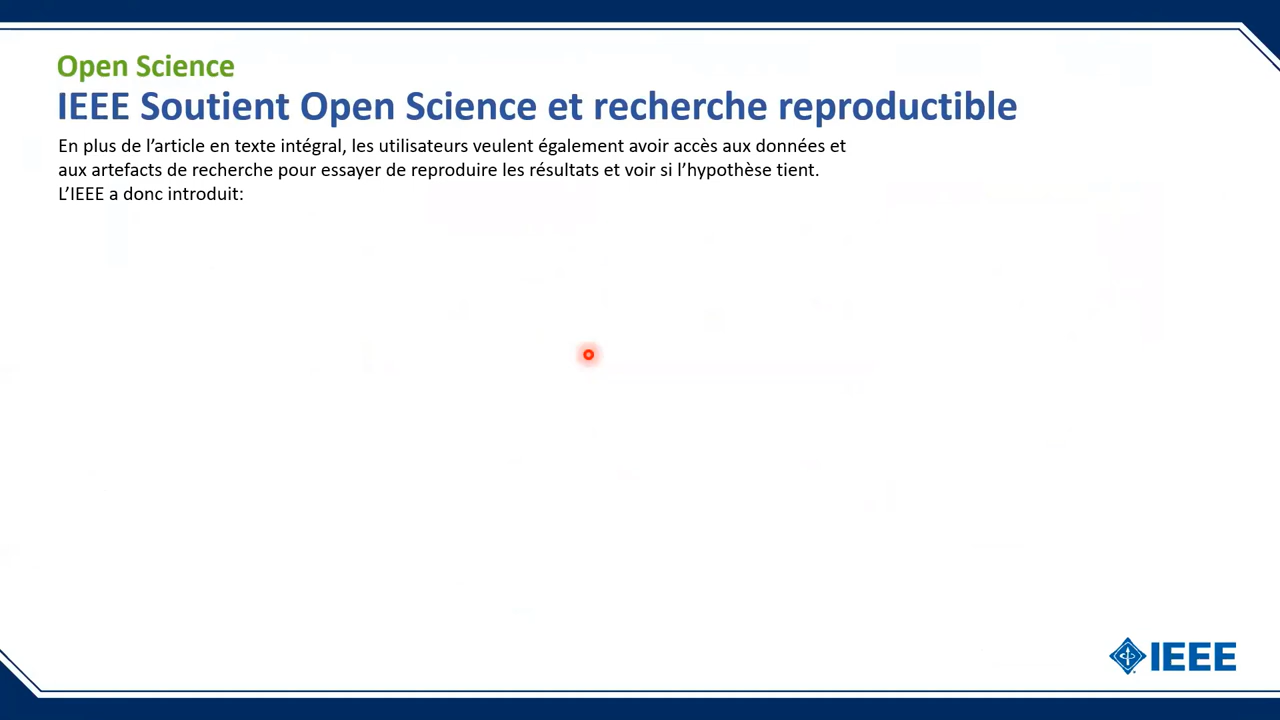 Open Science
IEEE Soutient Open Science et recherche reproductible
En plus de l’article en texte intégral, les utilisateurs veulent également avoir accès aux données et
aux artefacts de recherche pour essayer de reproduire les résultats et voir si l’hypothèse tient.
L’IEEE a donc introduit:
IEEE